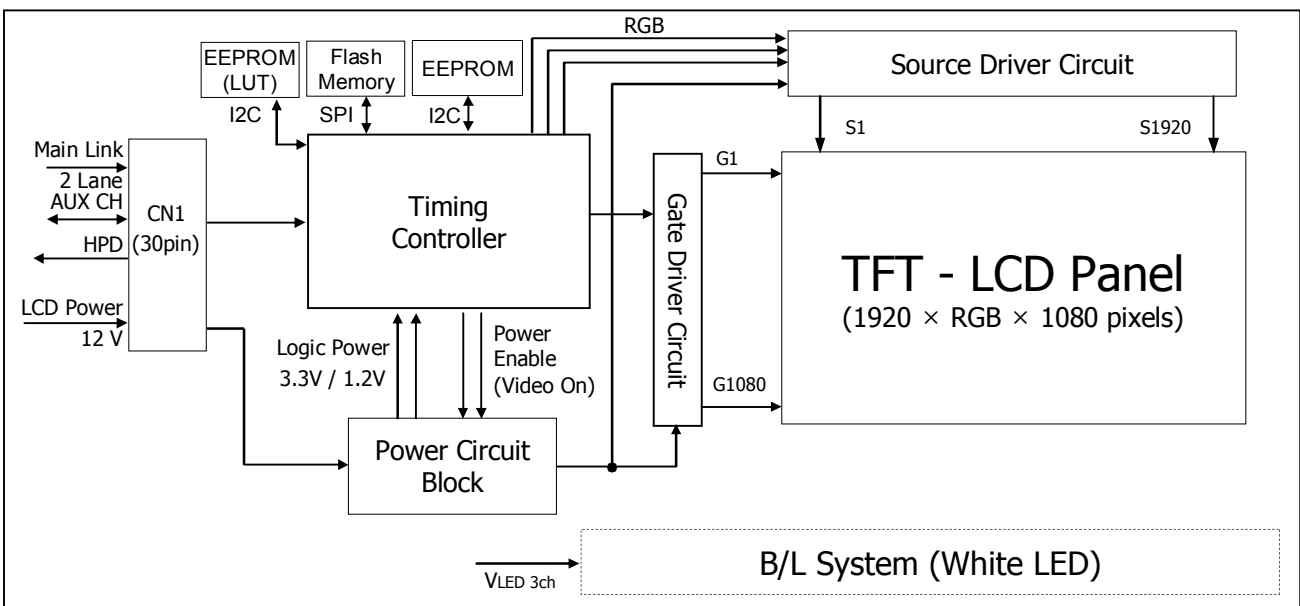 RGB
EEPROM
(LUT)
Flash
Memory
EEPROM
Source Driver Circuit
I2C
SPI
I2C
S1
S1920
Main Link
2 Lane
AUX CH
HPD
LCD Power
12 V
CN1
(30pin)
Timing
Controller
Gate Driver Circuit
G1
G1080
TFT - LCD Panel
(1920 × RGB × 1080 pixels)
Logic Power
3.3V / 1.2V
Power
Enable
(Video On)
Power Circuit
Block
VLED 3ch
B/L System (White LED)